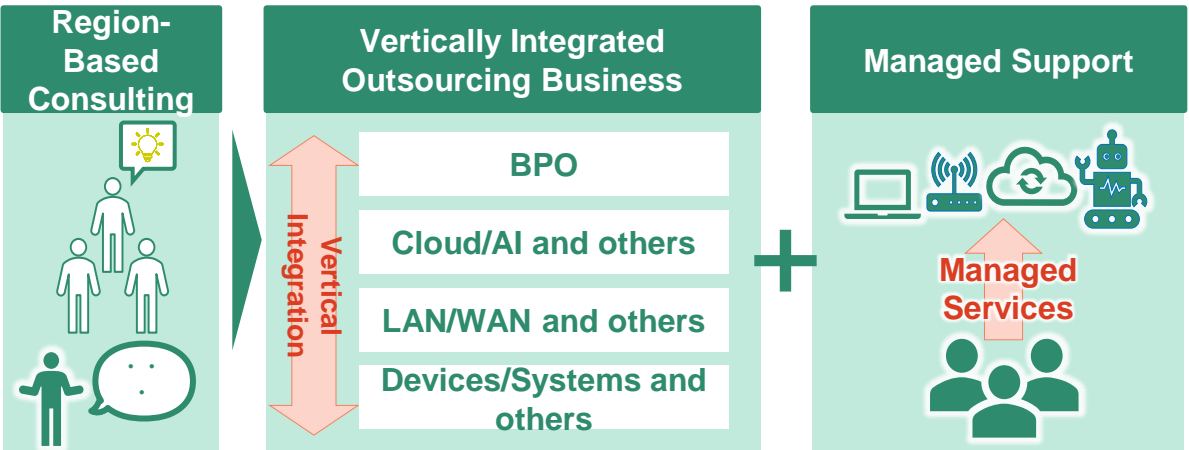 Region-
Based
Consulting
Vertically Integrated
Outsourcing Business
Managed Support
Vertical
Integration
BPO
Cloud/AI and others
LAN/WAN and others
Devices/Systems and
others
+
Managed
Services